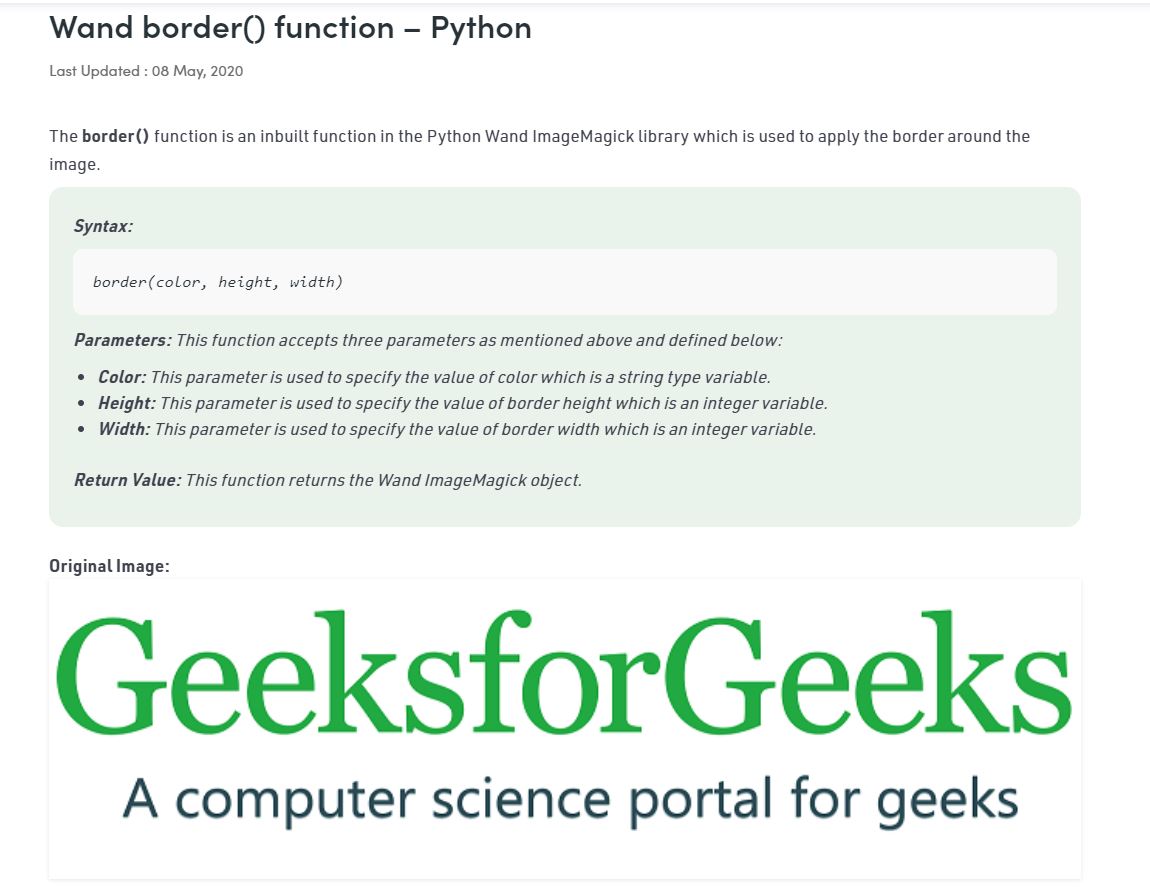 Wand border() function – Python
Last Updated : 08 May, 2020
The border() function is an inbuilt function in the Python Wand ImageMagick library which is used to apply the border around the
image.
Syntax:
border(color, height, width)
Parameters: This function accepts three parameters as mentioned above and defined below:
• Color: This parameter is used to specify the value of color which is a string type variable.
• Height: This parameter is used to specify the value of border height which is an integer variable.
• Width: This parameter is used to specify the value of border width which is an integer variable.
Return Value: This function returns the Wand ImageMagick object.
Original Image:
GeeksforGeeks
A computer science portal for geeks